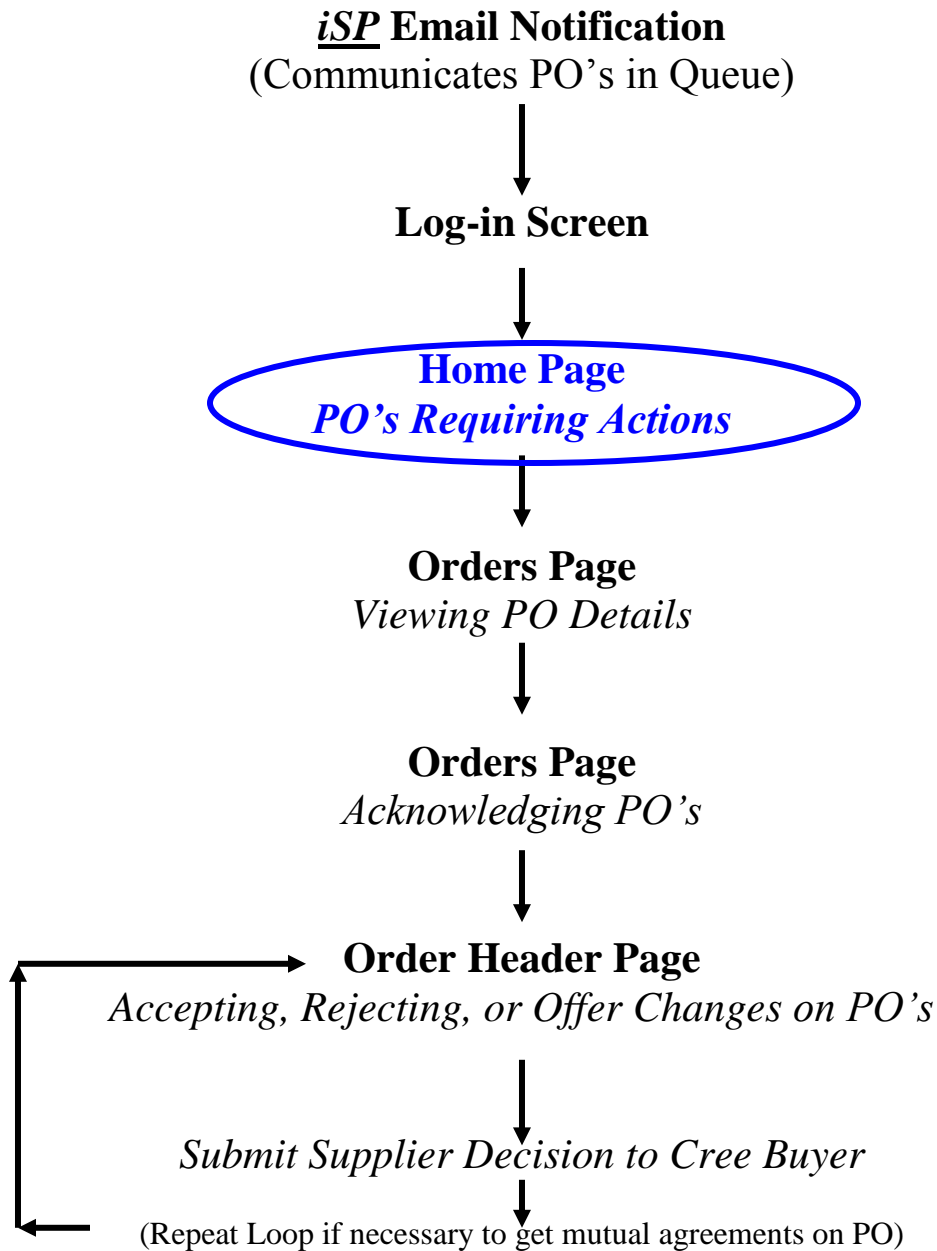 iSP Email Notification
(Communicates PO's in Queue)
Log-in Screen
Home Page
PO's Requiring Actions
Orders Page
Viewing PO Details
Orders Page
Acknowledging PO's
Order Header Page
Accepting, Rejecting, or Offer Changes on PO's
Submit Supplier Decision to Cree Buyer
(Repeat Loop if necessary to get mutual agreements on PO)